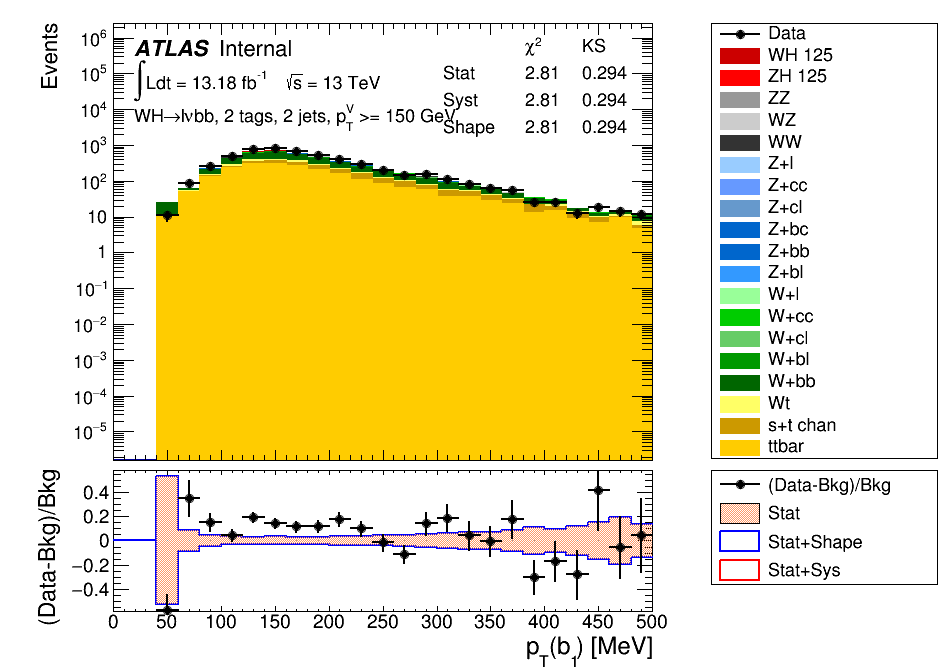 Events
10^6
10^5
10^4
10^3
10^2
10
1
10^−1
10^−2
10^−3
10^−4
10^−5
ATLAS Internal
∫Ldt = 13.18 fb^-1 √s = 13 TeV
WH→lνbb, 2 tags, 2 jets, p_T^V >= 150 GeV
χ² KS
Stat 2.81 0.294
Syst 2.81 0.294
Shape 2.81 0.294
Data
WH 125
ZH 125
ZZ
WZ
WW
Z+l
Z+cc
Z+cl
Z+bc
Z+bb
Z+bl
W+l
W+cc
W+cl
W+bl
W+bb
Wt
s+t chan
ttbar
(Data-Bkg)/Bkg
0.4
0.2
0
−0.2
−0.4
0 50 100 150 200 250 300 350 400 450 500
p_T(b_1) [MeV]
(Data-Bkg)/Bkg
Stat
Stat+Shape
Stat+Sys